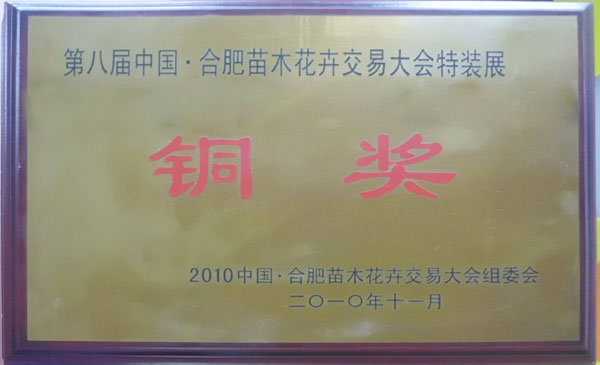 第八届中国·合肥苗木花卉交易大会特装展
铜 奖
2010中国·合肥苗木花卉交易大会组委会
二〇一〇年十一月